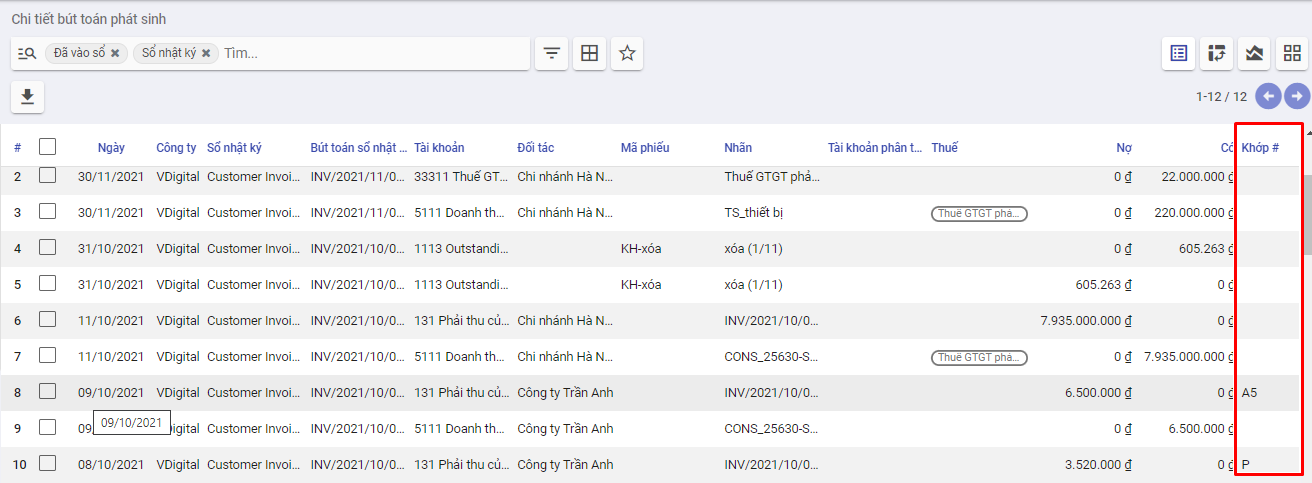 Chi tiết bút toán phát sinh
Đã vào sổ ✖ Sổ nhật ký ✖ Tìm...
1-12 / 12
# Ngày Công ty Sổ nhật ký Bút toán sổ nhật ... Tài khoản Đối tác Mã phiếu Nhãn Tài khoản phân t... Thuế Nợ Có Khớp #
2 30/11/2021 VDigital Customer Invoi... INV/2021/11/0... 33311 Thuế GT... Chi nhánh Hà N... Thuế GTGT phả... 0 ₫ 22.000.000 ₫
3 30/11/2021 VDigital Customer Invoi... INV/2021/11/0... 5111 Doanh th... Chi nhánh Hà N... TS_thiết bị Thuế GTGT phả... 0 ₫ 220.000.000 ₫
4 31/10/2021 VDigital Customer Invoi... INV/2021/10/0... 1113 Outstandi... KH-xóa xóa (1/11) 0 ₫ 605.263 ₫
5 31/10/2021 VDigital Customer Invoi... INV/2021/10/0... 1113 Outstandi... KH-xóa xóa (1/11) 605.263 ₫ 0 ₫
6 11/10/2021 VDigital Customer Invoi... INV/2021/10/0... 131 Phải thu củ... Chi nhánh Hà N... INV/2021/10/0... 7.935.000.000 ₫ 0 ₫
7 11/10/2021 VDigital Customer Invoi... INV/2021/10/0... 5111 Doanh th... Chi nhánh Hà N... CONS_25630-S... Thuế GTGT phả... 0 ₫ 7.935.000.000 ₫
8 09/10/2021 VDigital Customer Invoi... INV/2021/10/0... 131 Phải thu củ... Công ty Trần Anh INV/2021/10/0... 6.500.000 ₫ 0 ₫ A5
9 09/ igital Customer Invoi... INV/2021/10/0... 5111 Doanh th... Công ty Trần Anh CONS_25630-S... 0 ₫ 6.500.000 ₫
09/10/2021
10 08/10/2021 VDigital Customer Invoi... INV/2021/10/0... 131 Phải thu củ... Công ty Trần Anh INV/2021/10/0... 3.520.000 ₫ 0 ₫ P